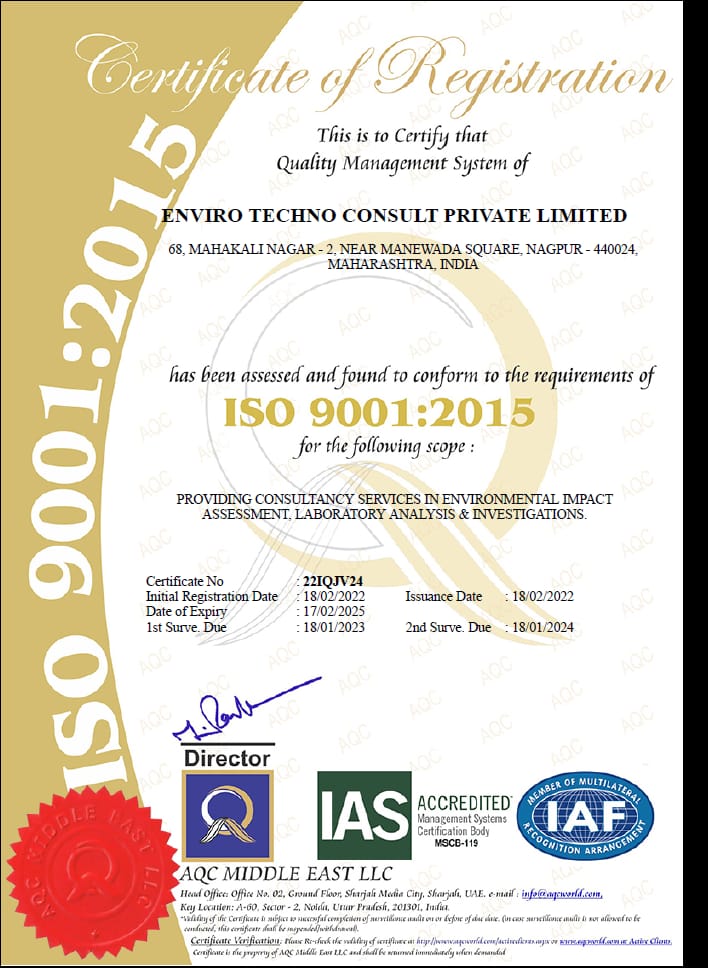 Certificate of Registration
This is to Certify that
Quality Management System of
ENVIRO TECHNO CONSULT PRIVATE LIMITED
68, MAHAKALI NAGAR - 2, NEAR MANEWADA SQUARE, NAGPUR - 440024,
MAHARASHTRA, INDIA
has been assessed and found to conform to the requirements of
ISO 9001:2015
for the following scope :
PROVIDING CONSULTANCY SERVICES IN ENVIRONMENTAL IMPACT
ASSESSMENT, LABORATORY ANALYSIS & INVESTIGATIONS.
Certificate No : 22IQJV24
Initial Registration Date : 18/02/2022 Issuance Date : 18/02/2022
Date of Expiry : 17/02/2025
1st Surve. Due : 18/01/2023 2nd Surve. Due : 18/01/2024
ISO 9001:2015
Director
IAS ACCREDITED
Management Systems
Certification Body
MSCB-119
MEMBER OF MULTILATERAL
IAF
RECOGNITION ARRANGEMENT
AQC MIDDLE EAST LLC
AQC MIDDLE EAST LLC
Head Office: Office No. 02, Ground Floor, Sharjah Media City, Sharjah, UAE. e-mail : info@aqcworld.com,
Key Location: A-60, Sector - 2, Noida, Uttar Pradesh, 201301, India.
*Validity of the Certificate is subject to successful completion of surveillance audit on or before of due date. (in case surveillance audit is not allowed to be
conducted, this certificate shall be suspended/withdrawal).
Certificate Verification: Please Re-check the validity of certificate at http://www.aqcworld.com/activeclients.aspx or www.aqcworld.com at Active Clients.
Certificate is the property of AQC Middle East LLC and shall be returned immediately when demanded